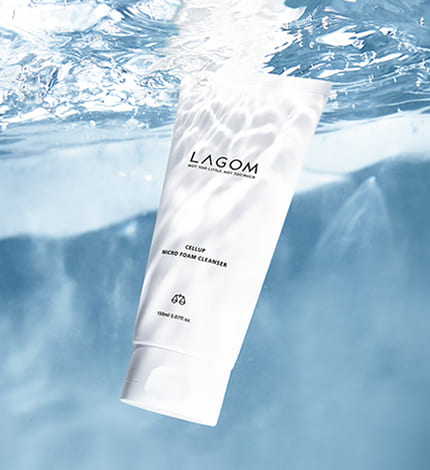 LAGOM
NOT TOO LITTLE, NOT TOO MUCH
CELLUP
MICRO FOAM CLEANSER
150ml 5.07fl.oz.